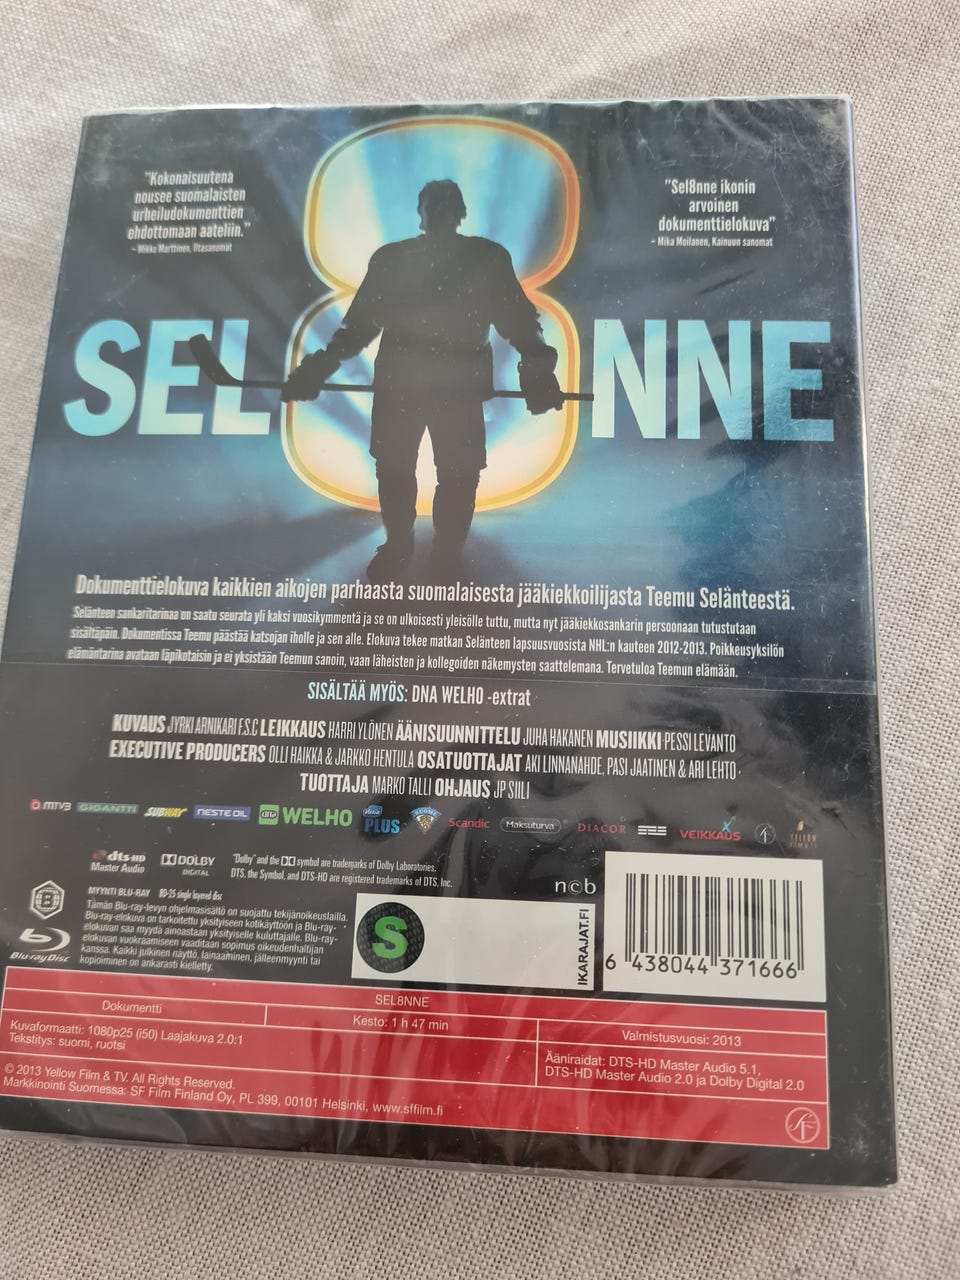 "Kokonaisuutena
nousee suomalaisten
urheiludokumenttien
ehdottomaan aateliin."
- Mikko Marttinen, Iltasanomat
"Sel8nne ikonin
arvoinen
dokumenttielokuva"
- Mika Moilanen, Kainuun sanomat
SEL8NNE
Dokumenttielokuva kaikkien aikojen parhaasta suomalaisesta jääkiekkoilijasta Teemu Selänteestä.
Selänteen sankaritarinaa on saatu seurata yli kaksi vuosikymmentä ja se on ulkoisesti yleisölle tuttu, mutta nyt jääkiekkosankarin persoonaan tutustutaan
sisältäpäin. Dokumentissa Teemu päästää katsojan iholle ja sen alle. Elokuva tekee matkan Selänteen lapsuusvuosista NHL:n kauteen 2012-2013. Poikkeusyksilön
elämäntarina avataan läpikotaisin ja ei yksistään Teemun sanoin, vaan läheisten ja kollegoiden näkemysten saattelemana. Tervetuloa Teemun elämään.
SISÄLTÄÄ MYÖS: DNA WELHO -extrat
KUVAUS JYRKI ARNIKARI F.S.C LEIKKAUS HARRI YLÖNEN ÄÄNISUUNNITTELU JUHA HAKANEN MUSIIKKI PESSI LEVANTO
EXECUTIVE PRODUCERS OLLI HAIKKA & JARKKO HENTULA OSATUOTTAJAT AKI LINNANAHDE, PASI JAATINEN & ARI LEHTO
TUOTTAJA MARKO TALLI OHJAUS JP SIILI
MTV3 GIGANTTI SUBWAY NESTE OIL dna WELHO PLUS SUOMI Scandic Maksuturva DIACOR VEIKKAUS SF YELLOW
dts-HD
Master Audio
DOLBY
DIGITAL
"Dolby" and the DD symbol are trademarks of Dolby Laboratories.
DTS, the Symbol, and DTS-HD are registered trademarks of DTS, Inc.
ncb
MYYNTI BLU-RAY BD-25 single layered disc
Tämän Blu-ray-levyn ohjelmasisältö on suojattu tekijänoikeuslailla.
Blu-ray-elokuva on tarkoitettu yksityiseen kotikäyttöön ja Blu-ray-
elokuvan saa myydä ainoastaan yksityiselle kuluttajalle. Blu-ray-
elokuvan vuokraamiseen vaaditaan sopimus oikeudenhaltijan
kanssa. Kaikki julkinen näyttö, lainaaminen, jälleenmyynti tai
kopioiminen on ankarasti kielletty.
Blu-ray Disc
S
IKARAJAT.FI
6 438044 371666
SEL8NNE
Dokumentti
Kesto: 1 h 47 min
Valmistusvuosi: 2013
Kuvaformaatti: 1080p25 (i50) Laajakuva 2.0:1
Tekstitys: suomi, ruotsi
Ääniraidat: DTS-HD Master Audio 5.1,
DTS-HD Master Audio 2.0 ja Dolby Digital 2.0
© 2013 Yellow Film & TV. All Rights Reserved.
Markkinointi Suomessa: SF Film Finland Oy, PL 399, 00101 Helsinki, www.sffilm.fi
SF